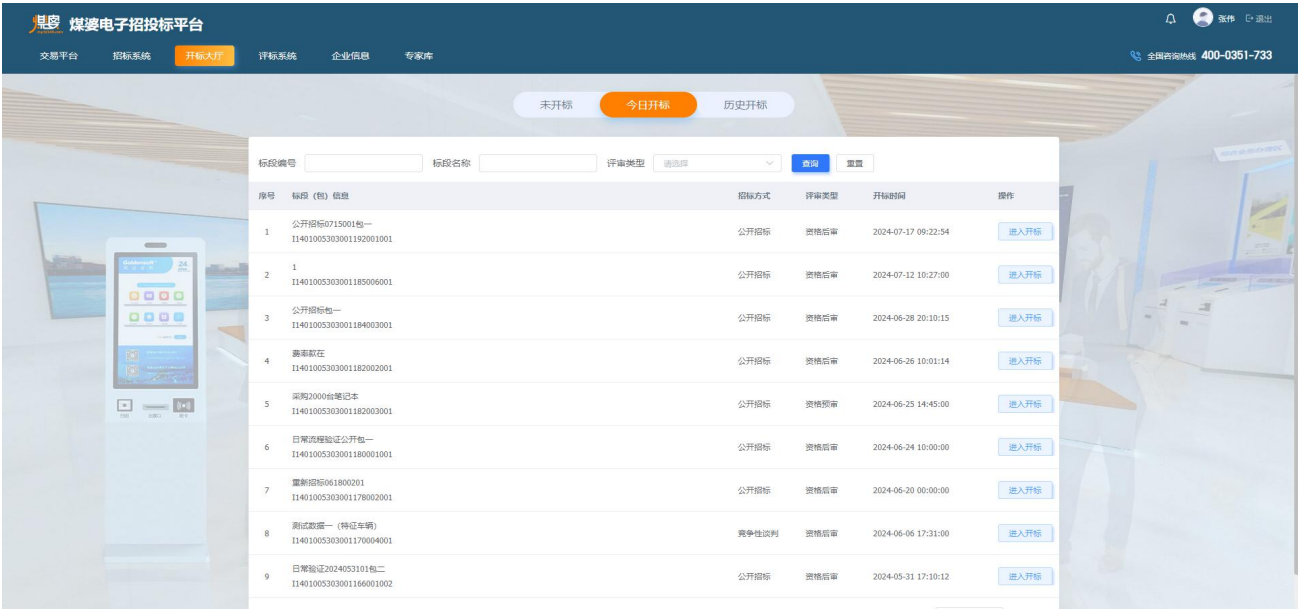 煤婆电子招投标平台
张伟 退出
交易平台 招标系统 开标大厅 评标系统 企业信息 专家库
全国咨询热线 400-0351-733
未开标 今日开标 历史开标
标段编号 标段名称 评审类型 请选择 查询 重置
序号 标段（包）信息 招标方式 评审类型 开标时间 操作
公开招标0715001包一
1 公开招标 资格后审 2024-07-17 09:22:54 进入开标
I1401005303001192001001
1
2 公开招标 资格后审 2024-07-12 10:27:00 进入开标
I1401005303001185006001
公开招标包一
3 公开招标 资格后审 2024-06-28 20:10:15 进入开标
I1401005303001184003001
4 公开招标 资格后审 2024-06-26 10:01:14 进入开标
I1401005303001182002001
采购2000台笔记本
5 公开招标 资格预审 2024-06-25 14:45:00 进入开标
I1401005303001182003001
日常流程验证公开包一
6 公开招标 资格后审 2024-06-24 10:00:00 进入开标
I1401005303001180001001
重新招标061800201
7 公开招标 资格后审 2024-06-20 00:00:00 进入开标
I1401005303001178002001
测试数据一（特征车辆）
8 竞争性谈判 资格后审 2024-06-06 17:31:00 进入开标
I1401005303001170004001
日常验证2024053101包二
9 公开招标 资格后审 2024-05-31 17:10:12 进入开标
I1401005303001166001002